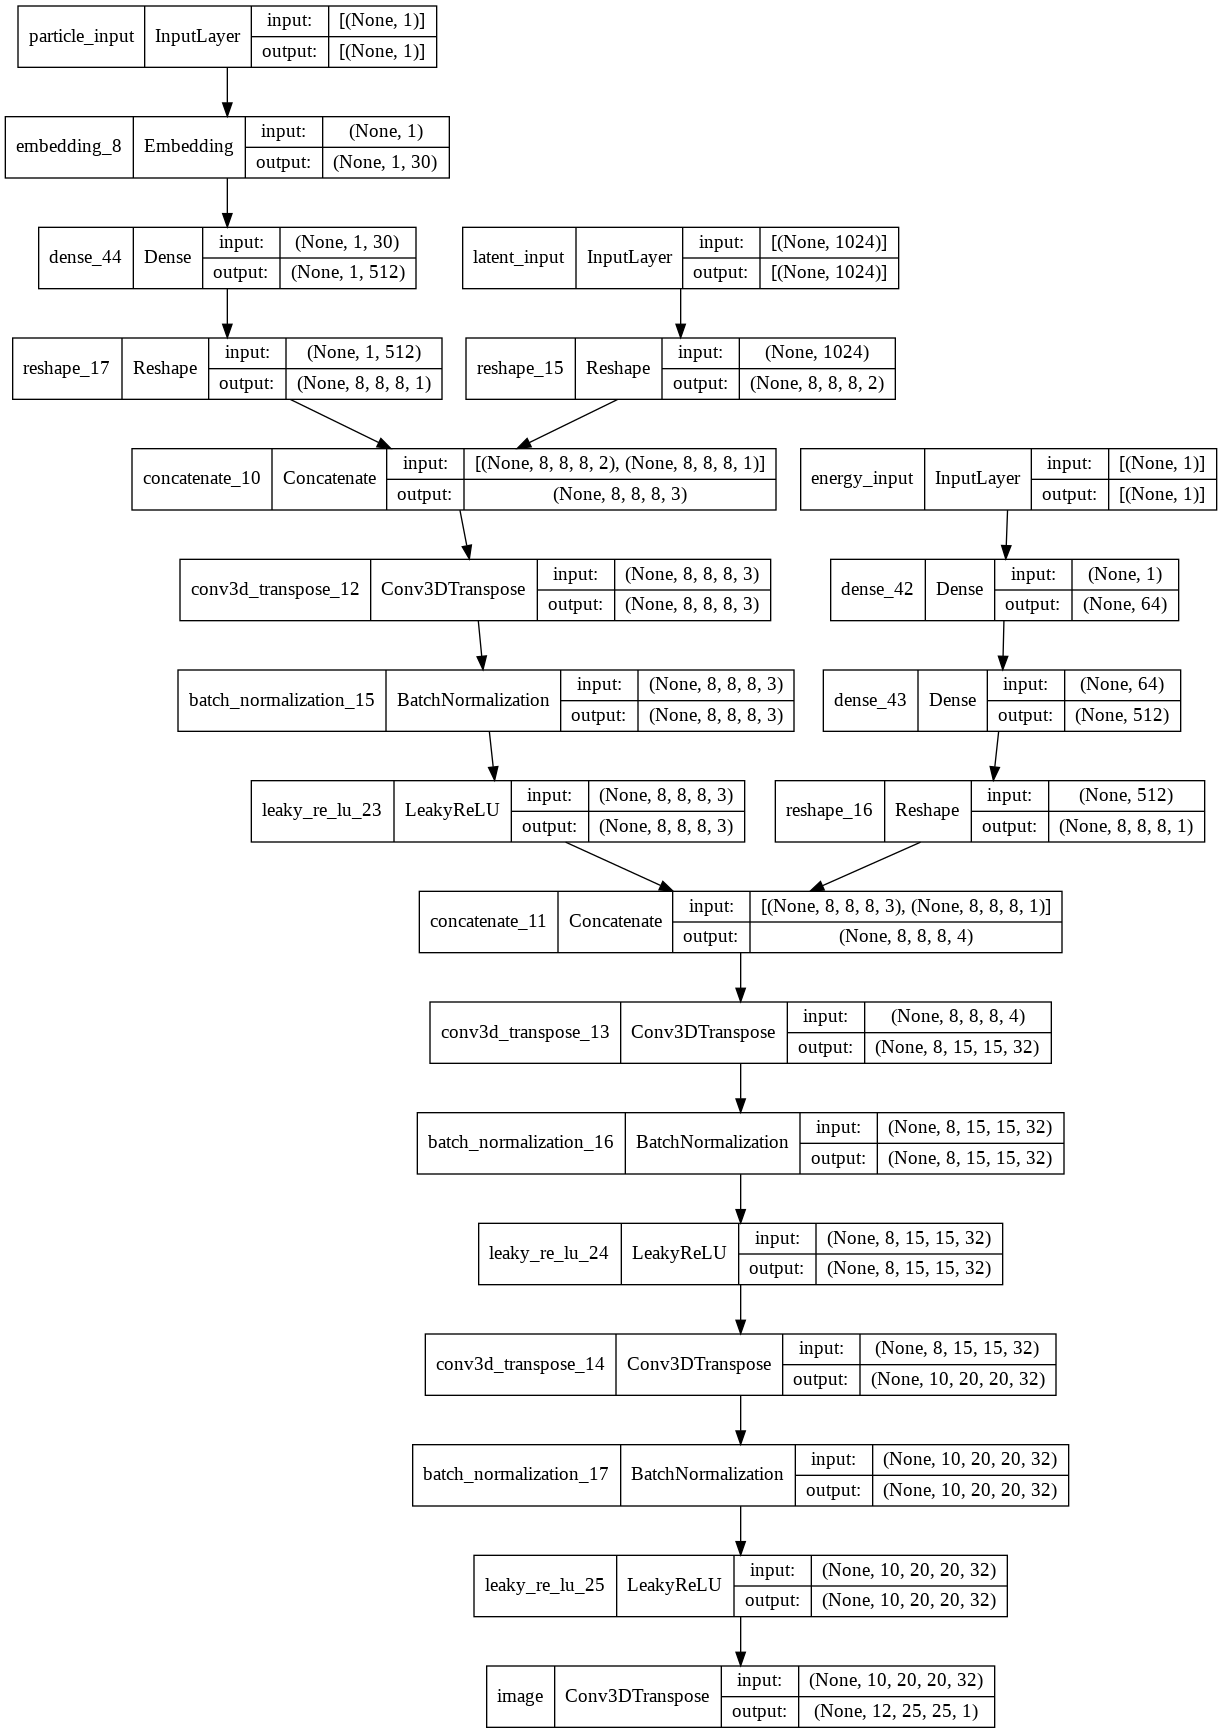 particle_input InputLayer input: [(None, 1)]
output: [(None, 1)]
embedding_8 Embedding input: (None, 1)
output: (None, 1, 30)
dense_44 Dense input: (None, 1, 30)
output: (None, 1, 512)
latent_input InputLayer input: [(None, 1024)]
output: [(None, 1024)]
reshape_17 Reshape input: (None, 1, 512)
output: (None, 8, 8, 8, 1)
reshape_15 Reshape input: (None, 1024)
output: (None, 8, 8, 8, 2)
concatenate_10 Concatenate input: [(None, 8, 8, 8, 2), (None, 8, 8, 8, 1)]
output: (None, 8, 8, 8, 3)
energy_input InputLayer input: [(None, 1)]
output: [(None, 1)]
conv3d_transpose_12 Conv3DTranspose input: (None, 8, 8, 8, 3)
output: (None, 8, 8, 8, 3)
dense_42 Dense input: (None, 1)
output: (None, 64)
batch_normalization_15 BatchNormalization input: (None, 8, 8, 8, 3)
output: (None, 8, 8, 8, 3)
dense_43 Dense input: (None, 64)
output: (None, 512)
leaky_re_lu_23 LeakyReLU input: (None, 8, 8, 8, 3)
output: (None, 8, 8, 8, 3)
reshape_16 Reshape input: (None, 512)
output: (None, 8, 8, 8, 1)
concatenate_11 Concatenate input: [(None, 8, 8, 8, 3), (None, 8, 8, 8, 1)]
output: (None, 8, 8, 8, 4)
conv3d_transpose_13 Conv3DTranspose input: (None, 8, 8, 8, 4)
output: (None, 8, 15, 15, 32)
batch_normalization_16 BatchNormalization input: (None, 8, 15, 15, 32)
output: (None, 8, 15, 15, 32)
leaky_re_lu_24 LeakyReLU input: (None, 8, 15, 15, 32)
output: (None, 8, 15, 15, 32)
conv3d_transpose_14 Conv3DTranspose input: (None, 8, 15, 15, 32)
output: (None, 10, 20, 20, 32)
batch_normalization_17 BatchNormalization input: (None, 10, 20, 20, 32)
output: (None, 10, 20, 20, 32)
leaky_re_lu_25 LeakyReLU input: (None, 10, 20, 20, 32)
output: (None, 10, 20, 20, 32)
image Conv3DTranspose input: (None, 10, 20, 20, 32)
output: (None, 12, 25, 25, 1)